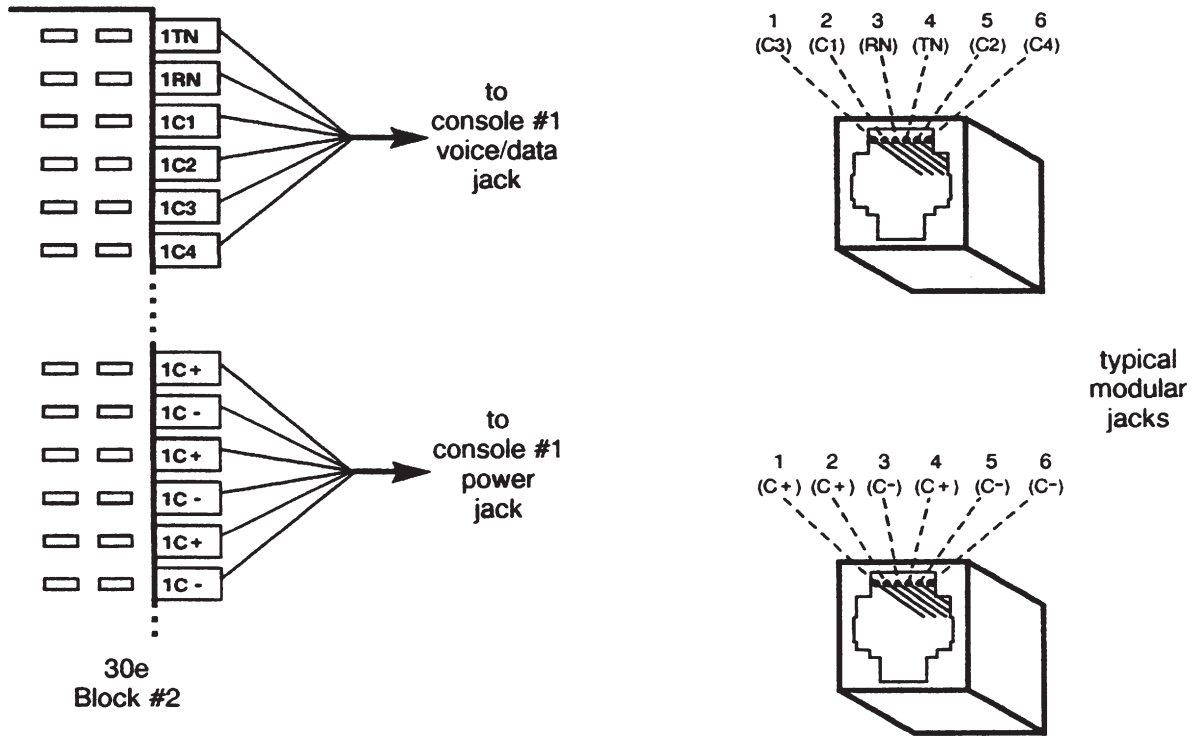 1TN
1RN
1C1
1C2
1C3
1C4
to
console #1
voice/data
jack
1 2 3 4 5 6
(C3) (C1) (RN) (TN) (C2) (C4)
typical
modular
jacks
1C+
1C-
1C+
1C-
1C+
1C-
to
console #1
power
jack
1 2 3 4 5 6
(C+) (C+) (C-) (C+) (C-) (C-)
30e
Block #2